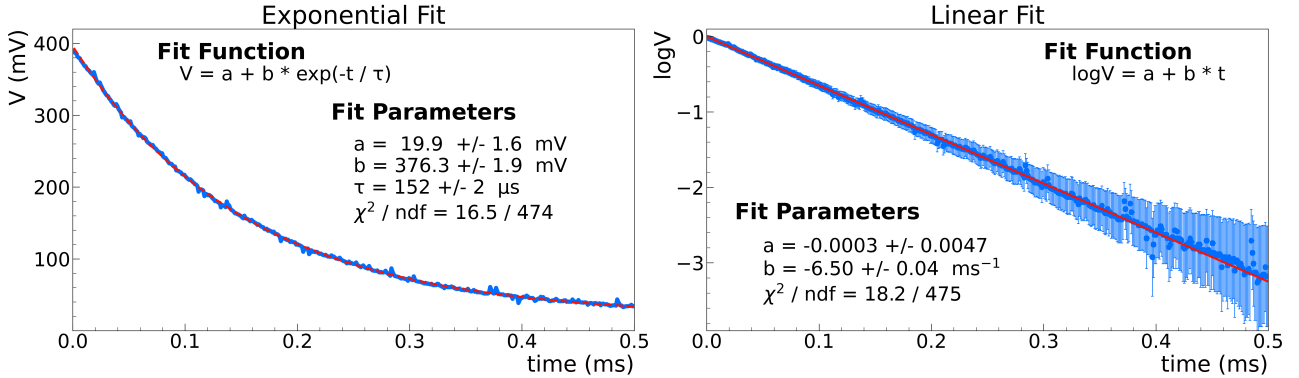 Exponential Fit
V (mV)
400
300
200
100
Fit Function
V = a + b * exp(-t / τ)
Fit Parameters
a =  19.9  +/- 1.6  mV
b = 376.3 +/- 1.9  mV
τ = 152 +/- 2  μs
χ² / ndf = 16.5 / 474
0.0 0.1 0.2 0.3 0.4 0.5
time (ms)
Linear Fit
logV
0
−1
−2
−3
Fit Function
logV = a + b * t
Fit Parameters
a = -0.0003 +/- 0.0047
b = -6.50 +/- 0.04  ms⁻¹
χ² / ndf = 18.2 / 475
0.0 0.1 0.2 0.3 0.4 0.5
time (ms)